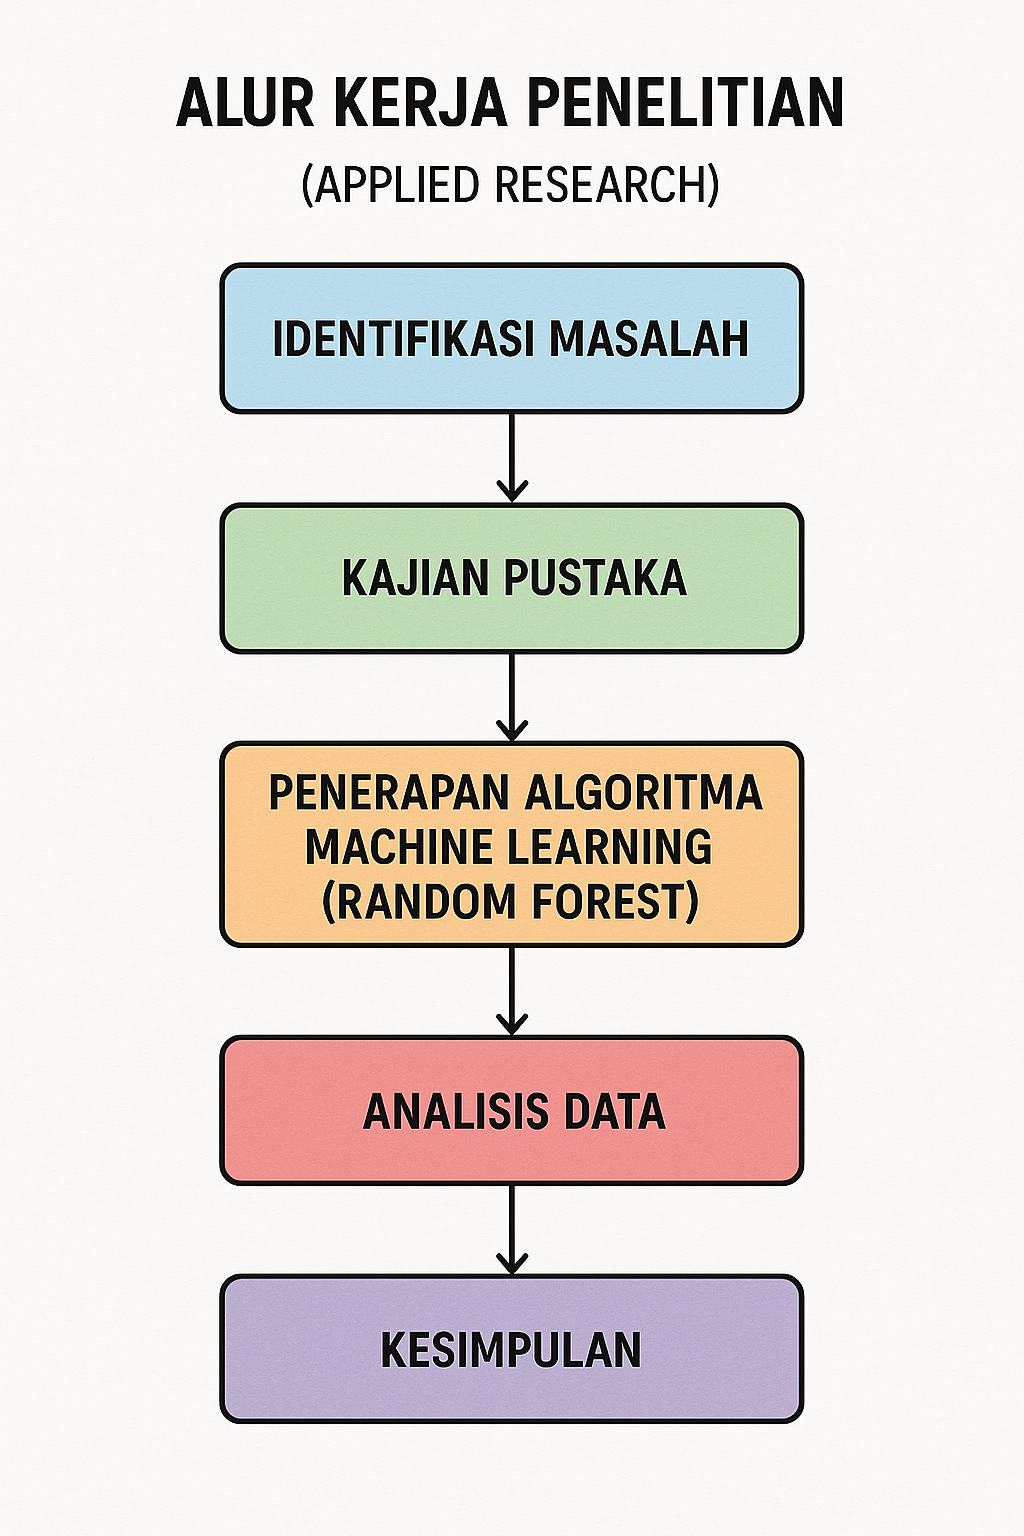 ALUR KERJA PENELITIAN
(APPLIED RESEARCH)
IDENTIFIKASI MASALAH
KAJIAN PUSTAKA
PENERAPAN ALGORITMA
MACHINE LEARNING
(RANDOM FOREST)
ANALISIS DATA
KESIMPULAN